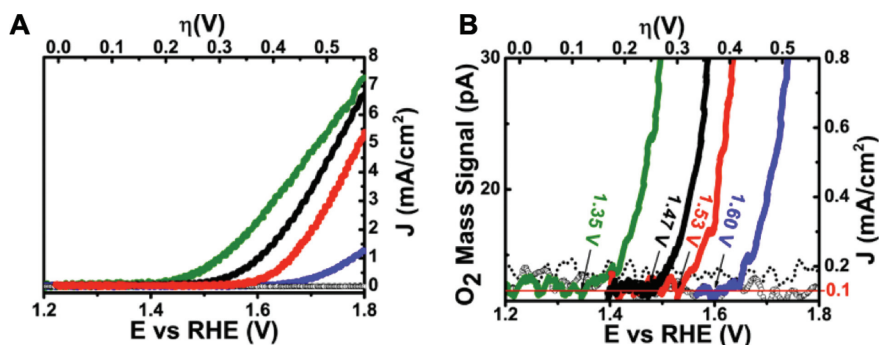 A
η(V)
0.0 0.1 0.2 0.3 0.4 0.5
8
7
6
5
4
3
2
1
0
J (mA/cm²)
1.2 1.4 1.6 1.8
E vs RHE (V)
B
η(V)
0.0 0.1 0.2 0.3 0.4 0.5
O₂ Mass Signal (pA)
30
20
1.35 V
1.47 V
1.53 V
1.60 V
0.8
0.6
0.4
0.2
0.1
J (mA/cm²)
1.2 1.4 1.6 1.8
E vs RHE (V)